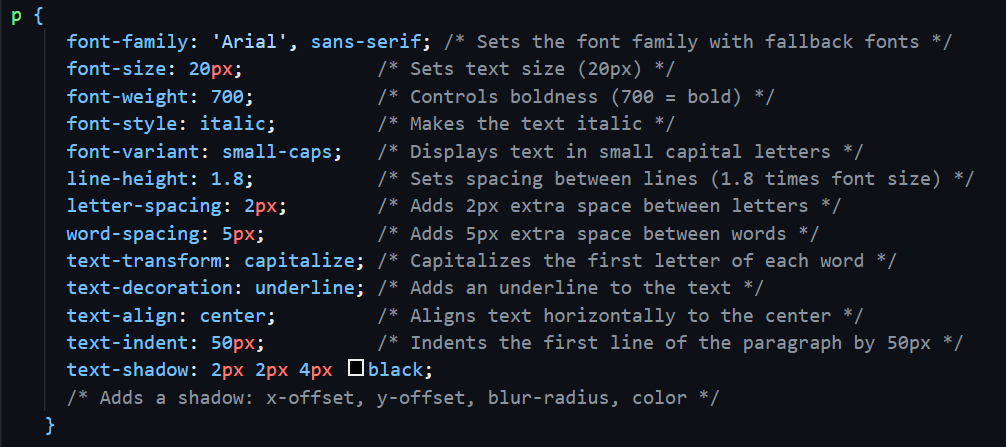 p {
font-family: 'Arial', sans-serif; /* Sets the font family with fallback fonts */
font-size: 20px; /* Sets text size (20px) */
font-weight: 700; /* Controls boldness (700 = bold) */
font-style: italic; /* Makes the text italic */
font-variant: small-caps; /* Displays text in small capital letters */
line-height: 1.8; /* Sets spacing between lines (1.8 times font size) */
letter-spacing: 2px; /* Adds 2px extra space between letters */
word-spacing: 5px; /* Adds 5px extra space between words */
text-transform: capitalize; /* Capitalizes the first letter of each word */
text-decoration: underline; /* Adds an underline to the text */
text-align: center; /* Aligns text horizontally to the center */
text-indent: 50px; /* Indents the first line of the paragraph by 50px */
text-shadow: 2px 2px 4px black;
/* Adds a shadow: x-offset, y-offset, blur-radius, color */
}